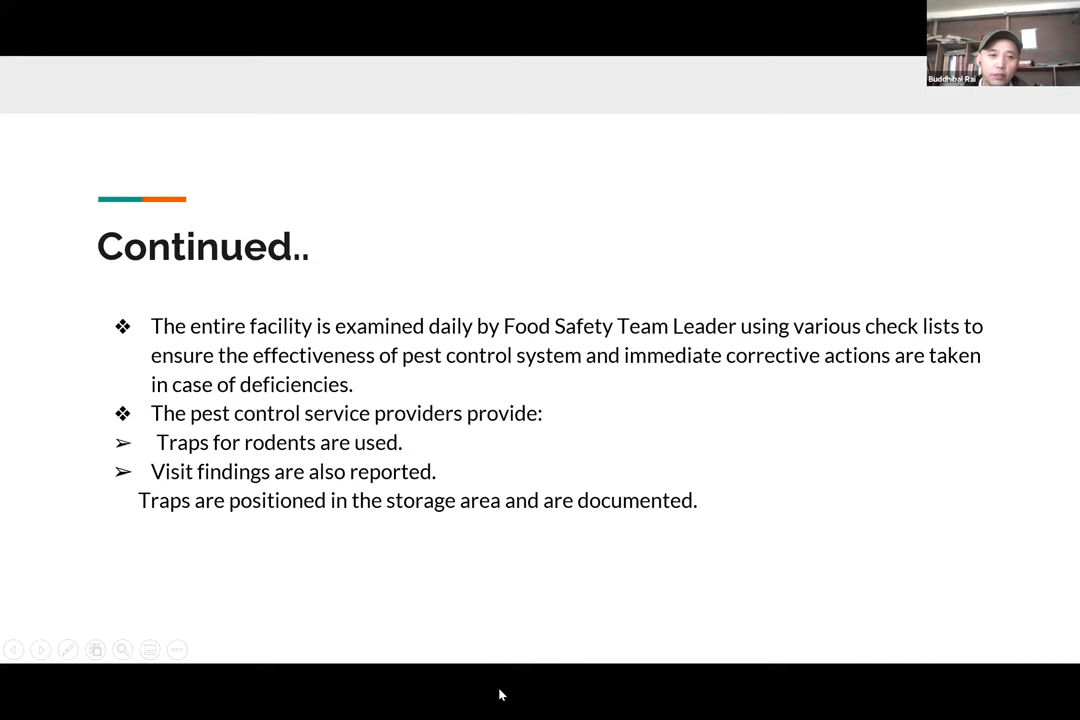 Buddhibal Rai
Continued..
❖ The entire facility is examined daily by Food Safety Team Leader using various check lists to
ensure the effectiveness of pest control system and immediate corrective actions are taken
in case of deficiencies.
❖ The pest control service providers provide:
➢ Traps for rodents are used.
➢ Visit findings are also reported.
Traps are positioned in the storage area and are documented.